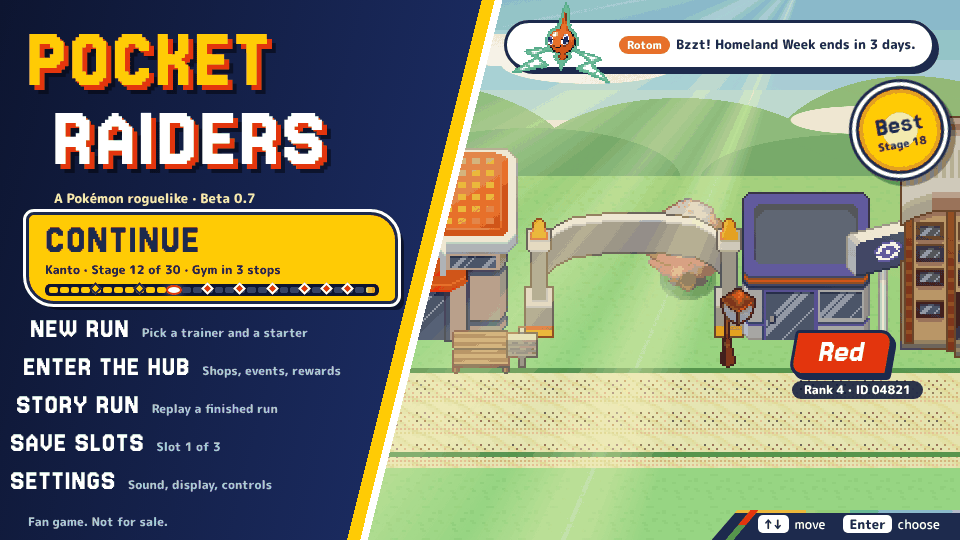 POCKET
RAIDERS
A Pokémon roguelike · Beta 0.7
CONTINUE
Kanto · Stage 12 of 30 · Gym in 3 stops
NEW RUN Pick a trainer and a starter
ENTER THE HUB Shops, events, rewards
STORY RUN Replay a finished run
SAVE SLOTS Slot 1 of 3
SETTINGS Sound, display, controls
Fan game. Not for sale.
Rotom Bzzt! Homeland Week ends in 3 days.
Best
Stage 18
Red
Rank 4 · ID 04821
↑↓ move Enter choose